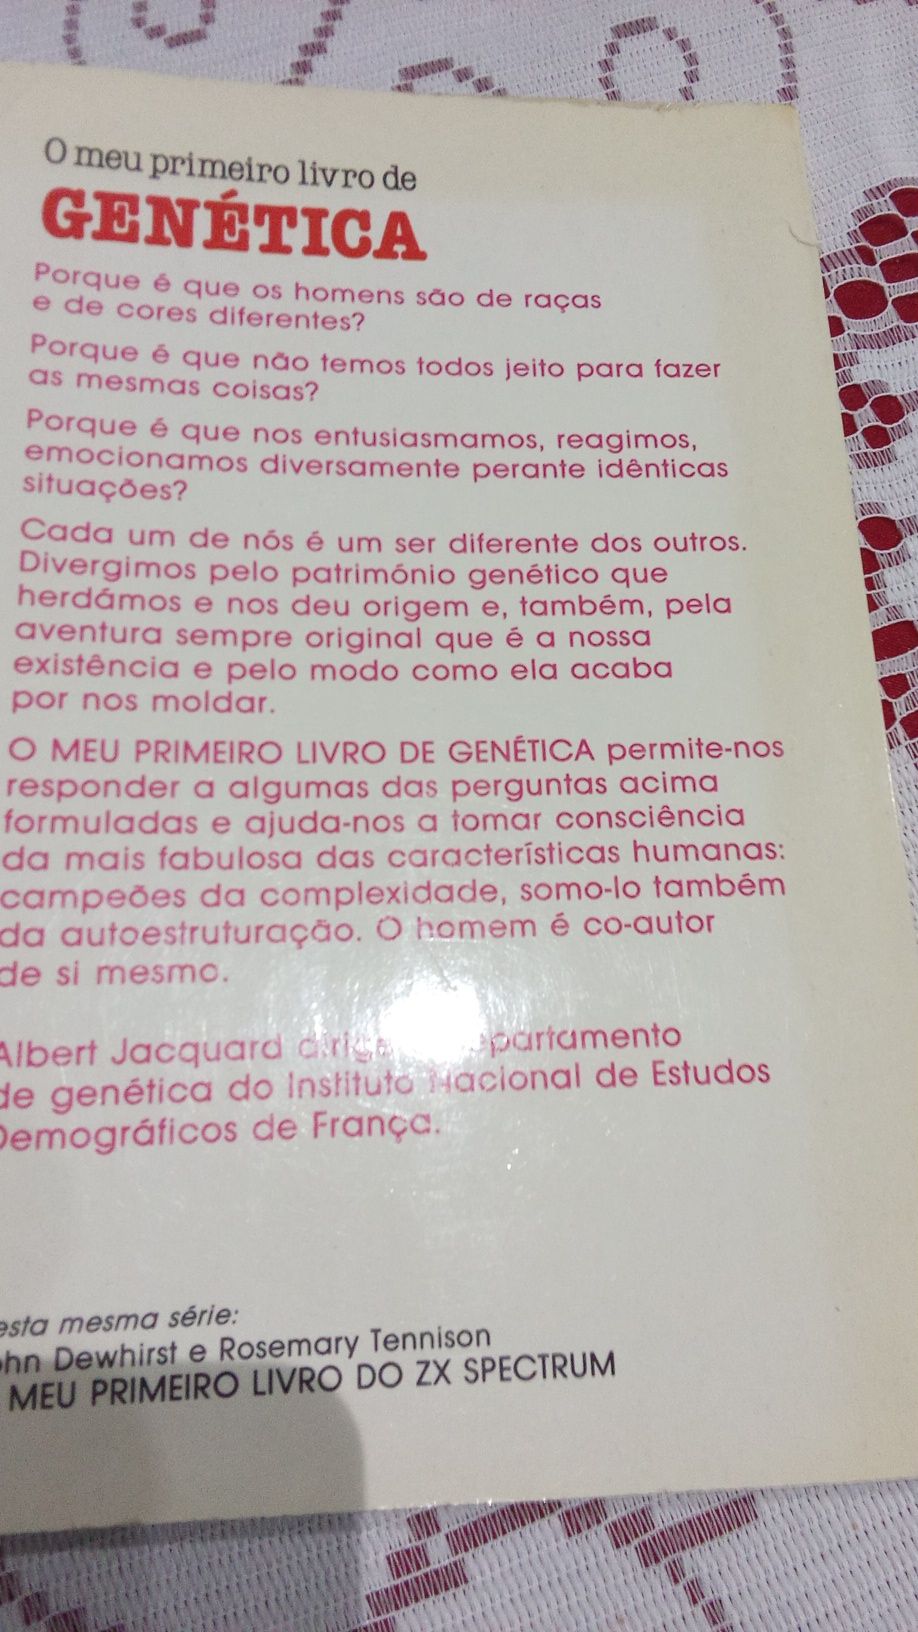 O meu primeiro livro de
GENÉTICA
Porque é que os homens são de raças
e de cores diferentes?
Porque é que não temos todos jeito para fazer
as mesmas coisas?
Porque é que nos entusiasmamos, reagimos,
emocionamos diversamente perante idênticas
situações?
Cada um de nós é um ser diferente dos outros.
Divergimos pelo património genético que
herdámos e nos deu origem e, também, pela
aventura sempre original que é a nossa
existência e pelo modo como ela acaba
por nos moldar.
O MEU PRIMEIRO LIVRO DE GENÉTICA permite-nos
responder a algumas das perguntas acima
formuladas e ajuda-nos a tomar consciência
da mais fabulosa das características humanas:
campeões da complexidade, somo-lo também
da autoestruturação. O homem é co-autor
de si mesmo.
Albert Jacquard
de genética do Instituto Nacional de Estudos
Demográficos de França.
esta mesma série:
ohn Dewhirst e Rosemary Tennison
MEU PRIMEIRO LIVRO DO ZX SPECTRUM